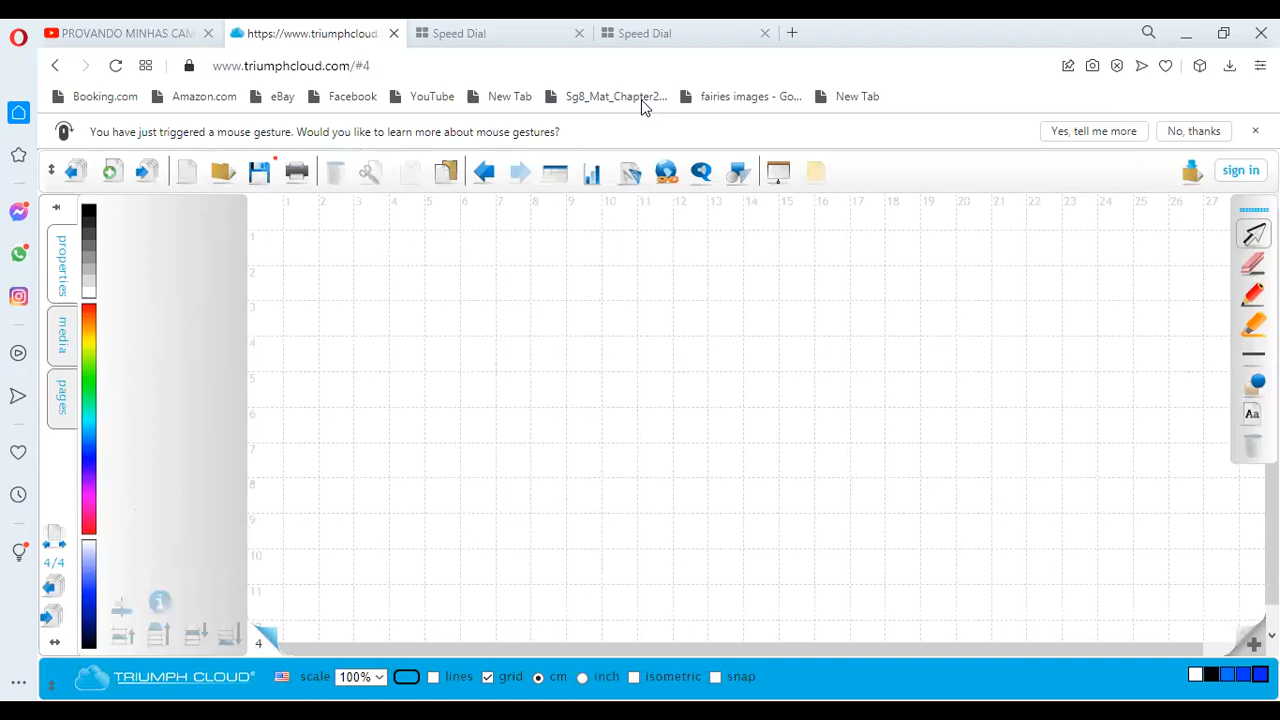 PROVANDO MINHAS CAM
https://www.triumphcloud.
Speed Dial
Speed Dial
www.triumphcloud.com/#4
Booking.com
Amazon.com
eBay
Facebook
YouTube
New Tab
Sg8_Mat_Chapter2...
fairies images - Go...
New Tab
You have just triggered a mouse gesture. Would you like to learn more about mouse gestures?
Yes, tell me more
No, thanks
sign in
1 2 3 4 5 6 7 8 9 10 11 12 13 14 15 16 17 18 19 20 21 22 23 24 25 26 27
1
2
3
4
5
6
7
8
9
10
11
properties
media
pages
4/4
4
Aa
TRIUMPH CLOUD
scale 100% lines grid cm inch isometric snap